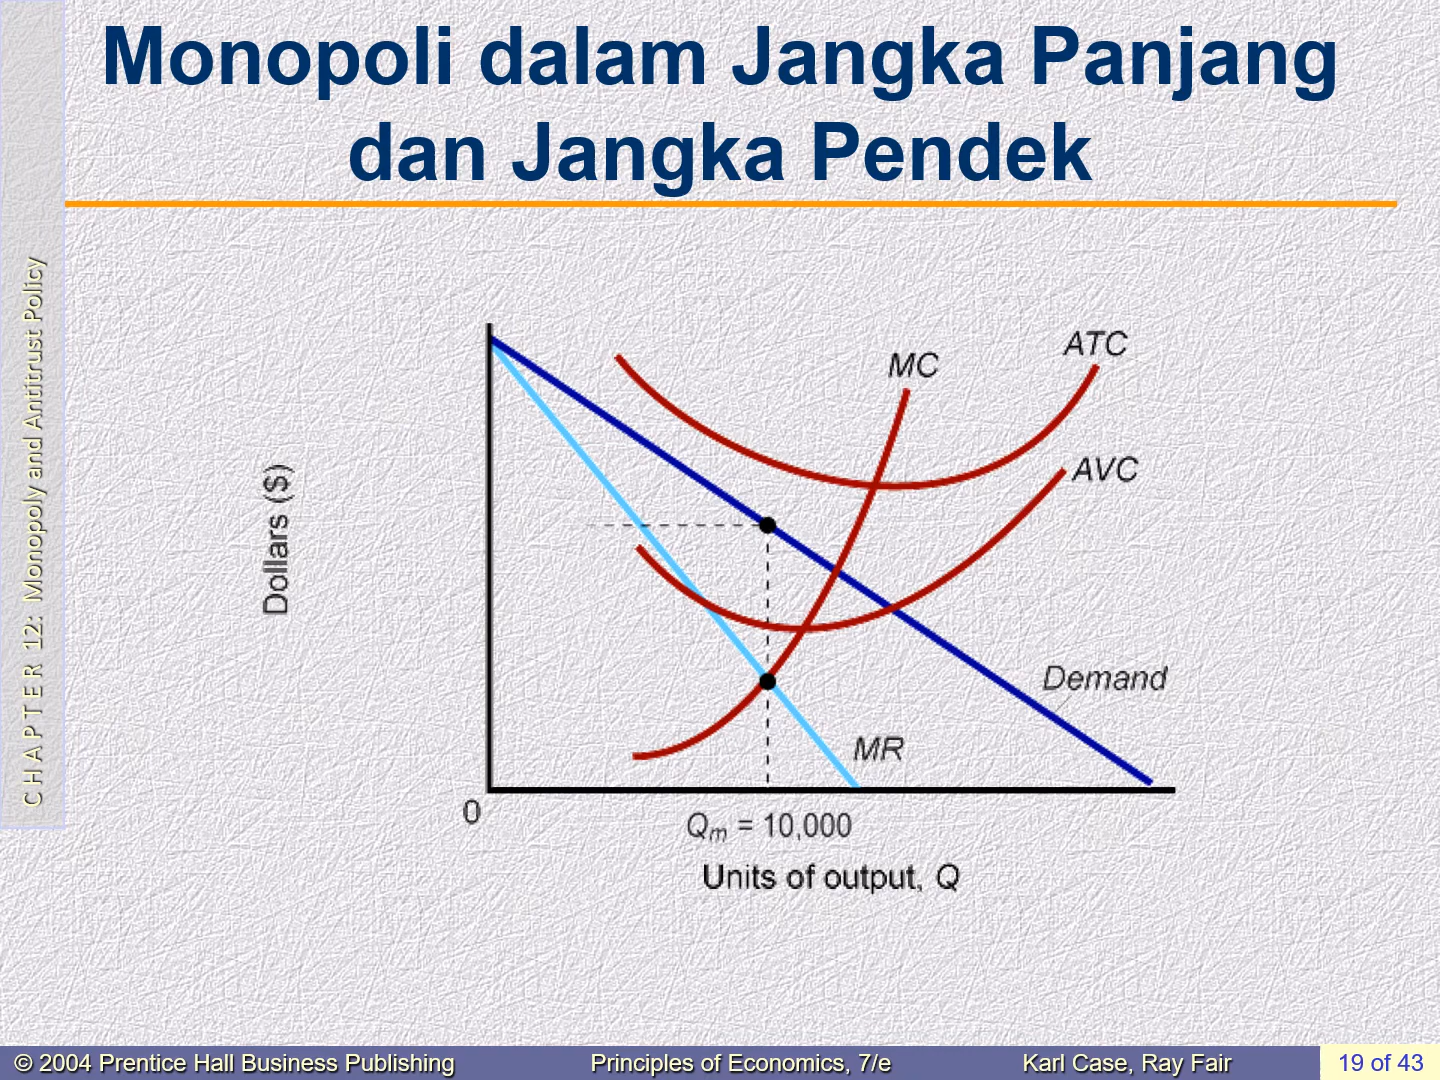 Monopoli dalam Jangka Panjang
dan Jangka Pendek
CHAPTER 12: Monopoly and Antitrust Policy
Dollars ($)
MC
ATC
AVC
Demand
MR
0
Qm = 10,000
Units of output, Q
© 2004 Prentice Hall Business Publishing
Principles of Economics, 7/e
Karl Case, Ray Fair
19 of 43